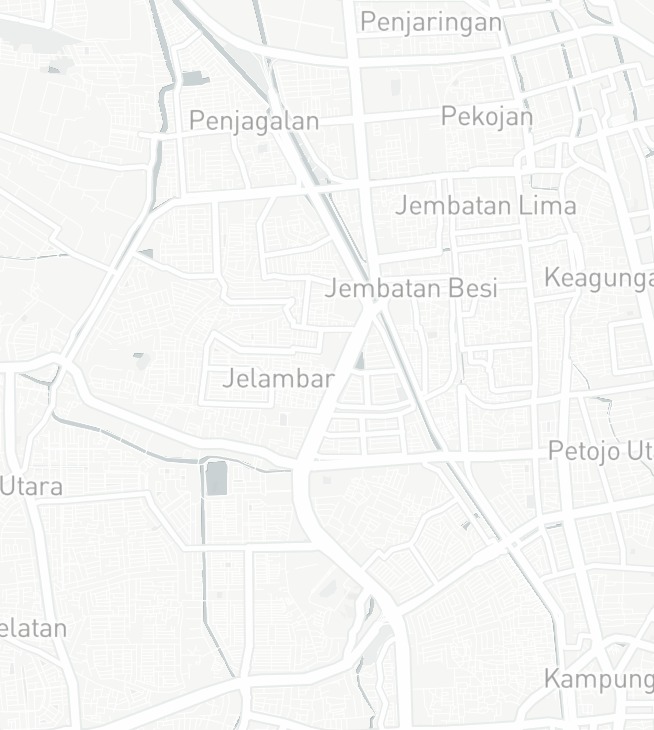 Penjaringan
Penjagalan
Pekojan
Jembatan Lima
Keagunga
Jembatan Besi
Jelambar
Petojo Ut
Utara
elatan
Kampung